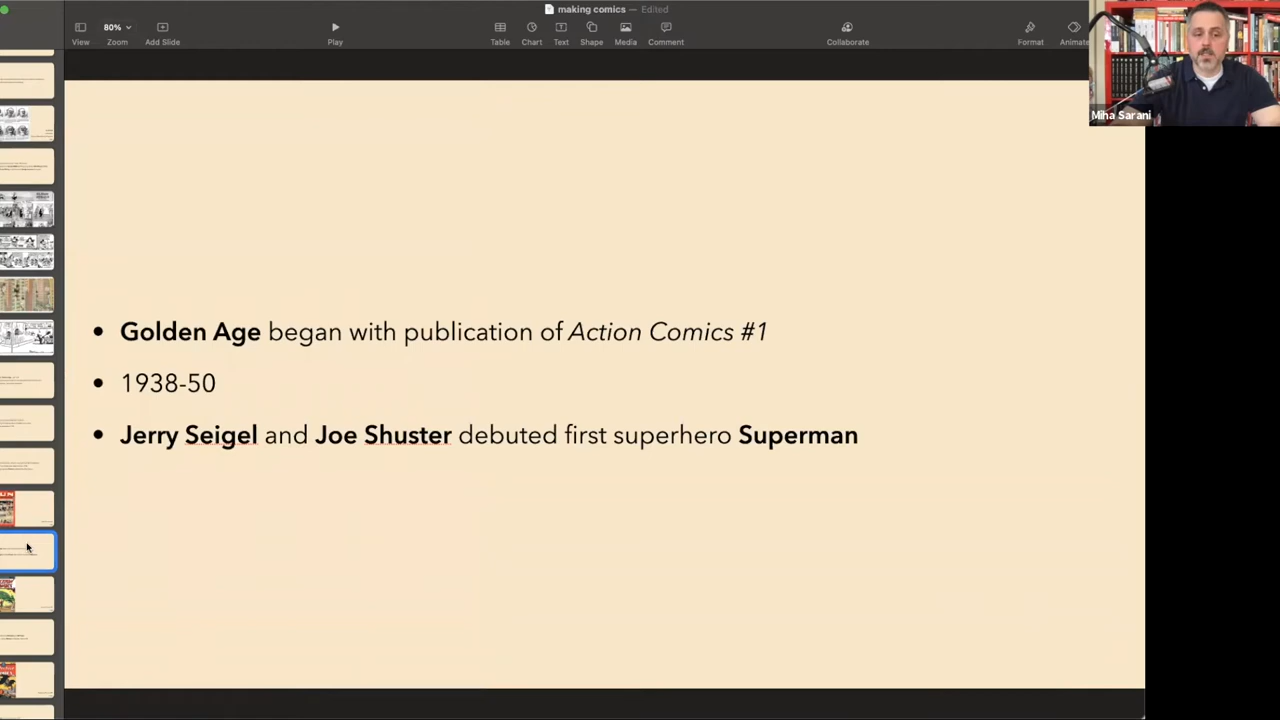 making comics — Edited
80%
View
Zoom
Add Slide
Play
Table
Chart
Text
Shape
Media
Comment
Collaborate
Format
Animate
Miha Sarani
• Golden Age began with publication of Action Comics #1
• 1938-50
• Jerry Seigel and Joe Shuster debuted first superhero Superman